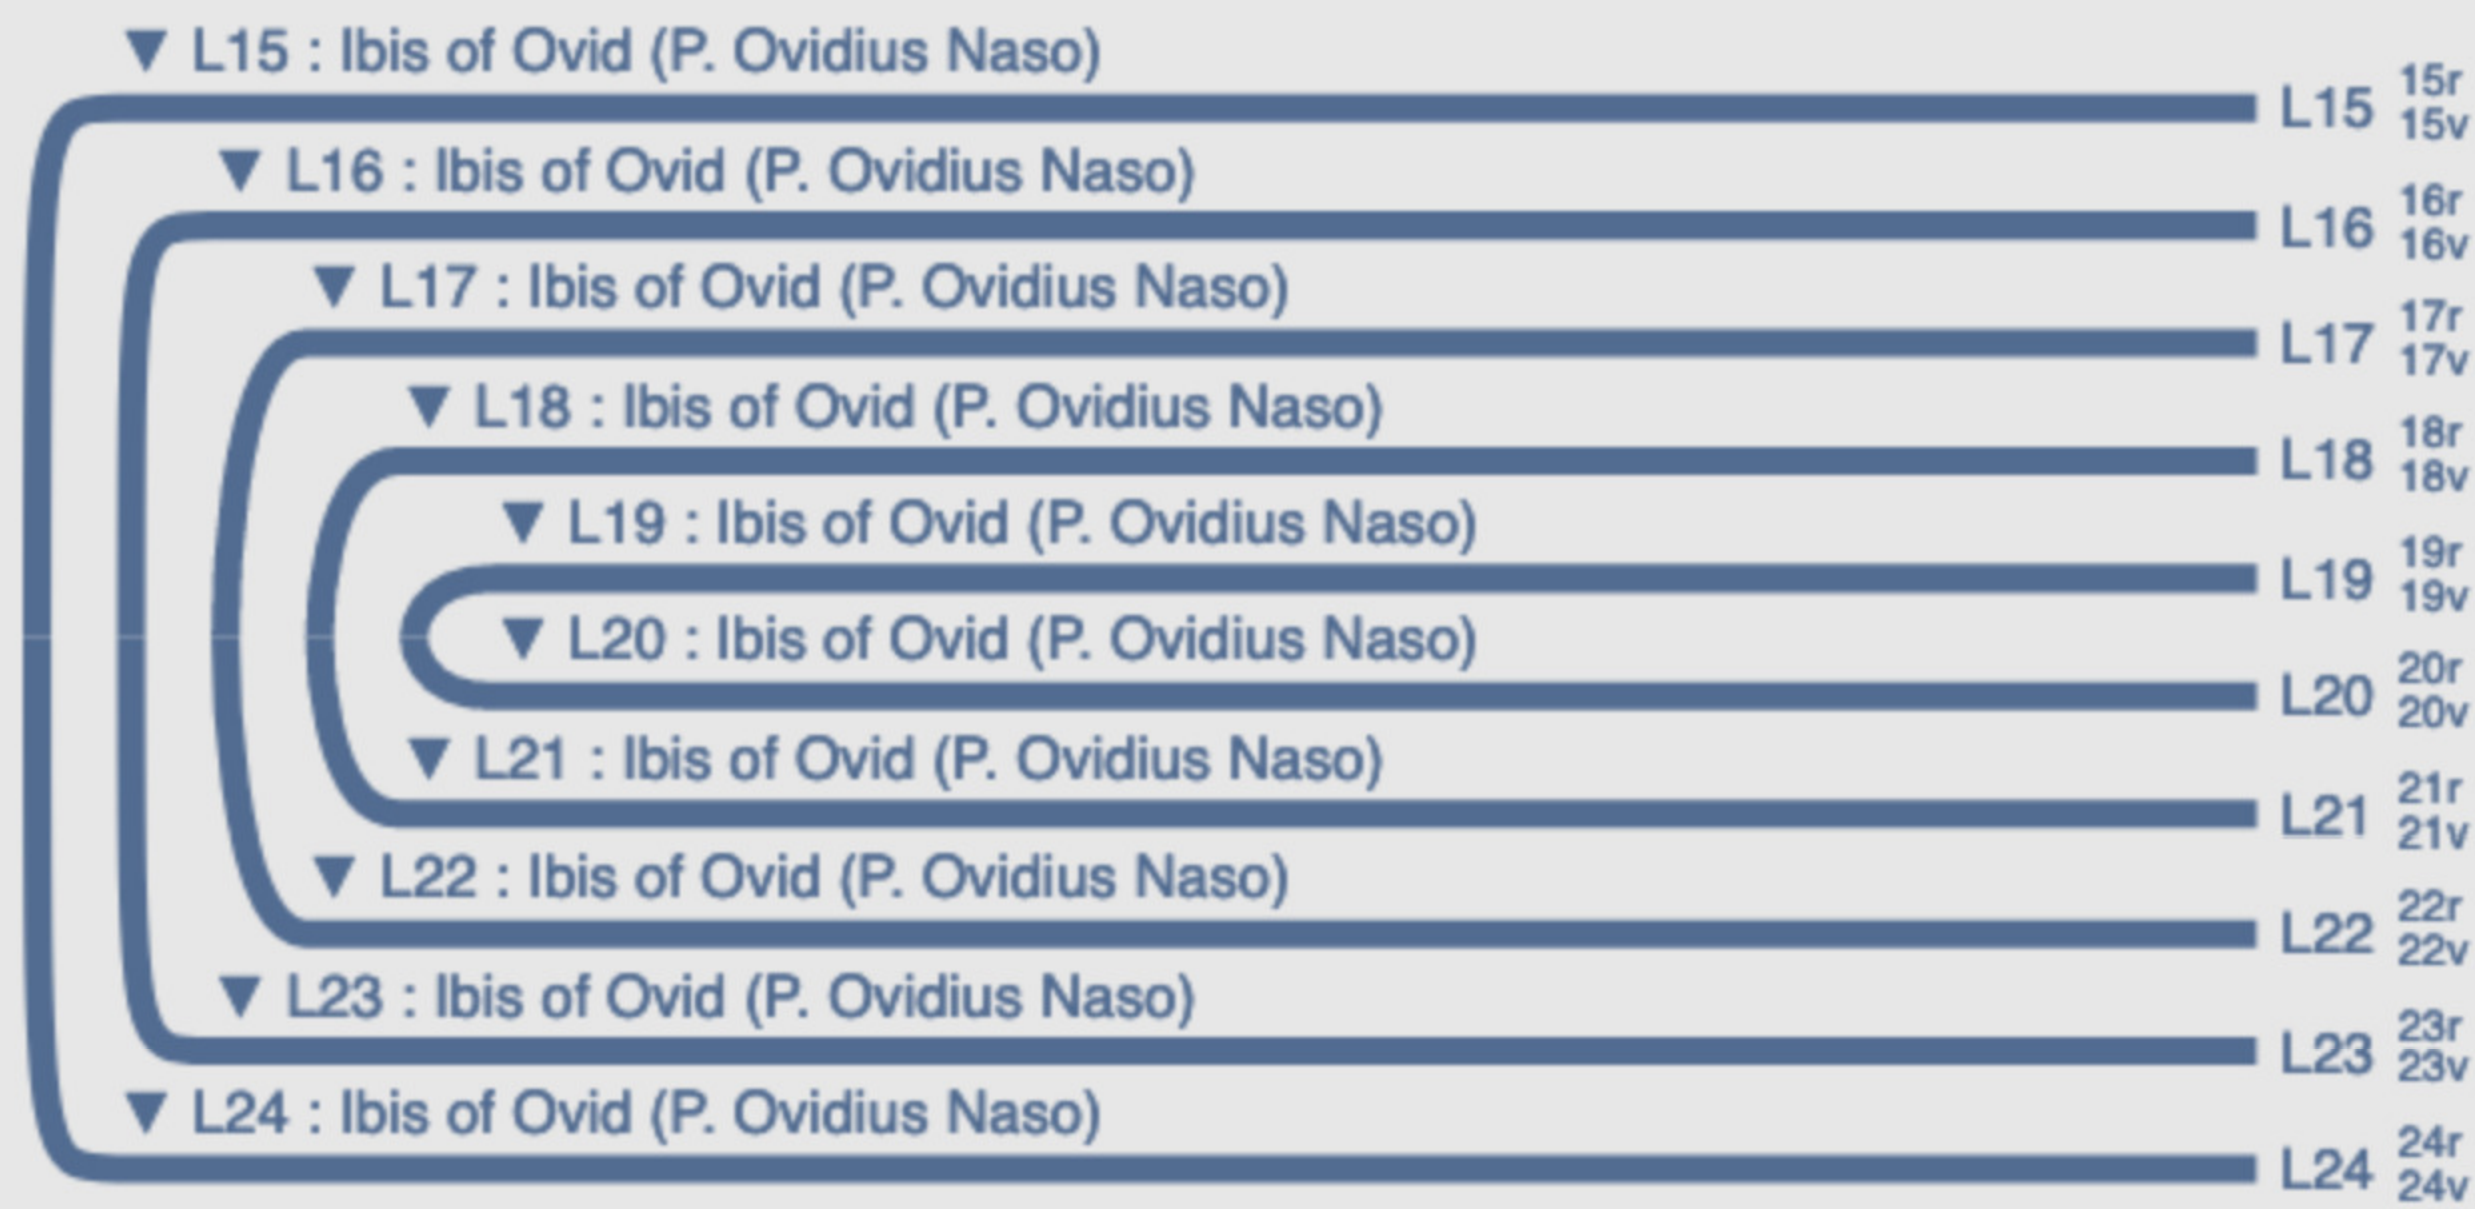 ▼ L15 : Ibis of Ovid (P. Ovidius Naso)
L15 15r 15v
▼ L16 : Ibis of Ovid (P. Ovidius Naso)
L16 16r 16v
▼ L17 : Ibis of Ovid (P. Ovidius Naso)
L17 17r 17v
▼ L18 : Ibis of Ovid (P. Ovidius Naso)
L18 18r 18v
▼ L19 : Ibis of Ovid (P. Ovidius Naso)
L19 19r 19v
▼ L20 : Ibis of Ovid (P. Ovidius Naso)
L20 20r 20v
▼ L21 : Ibis of Ovid (P. Ovidius Naso)
L21 21r 21v
▼ L22 : Ibis of Ovid (P. Ovidius Naso)
L22 22r 22v
▼ L23 : Ibis of Ovid (P. Ovidius Naso)
L23 23r 23v
▼ L24 : Ibis of Ovid (P. Ovidius Naso)
L24 24r 24v